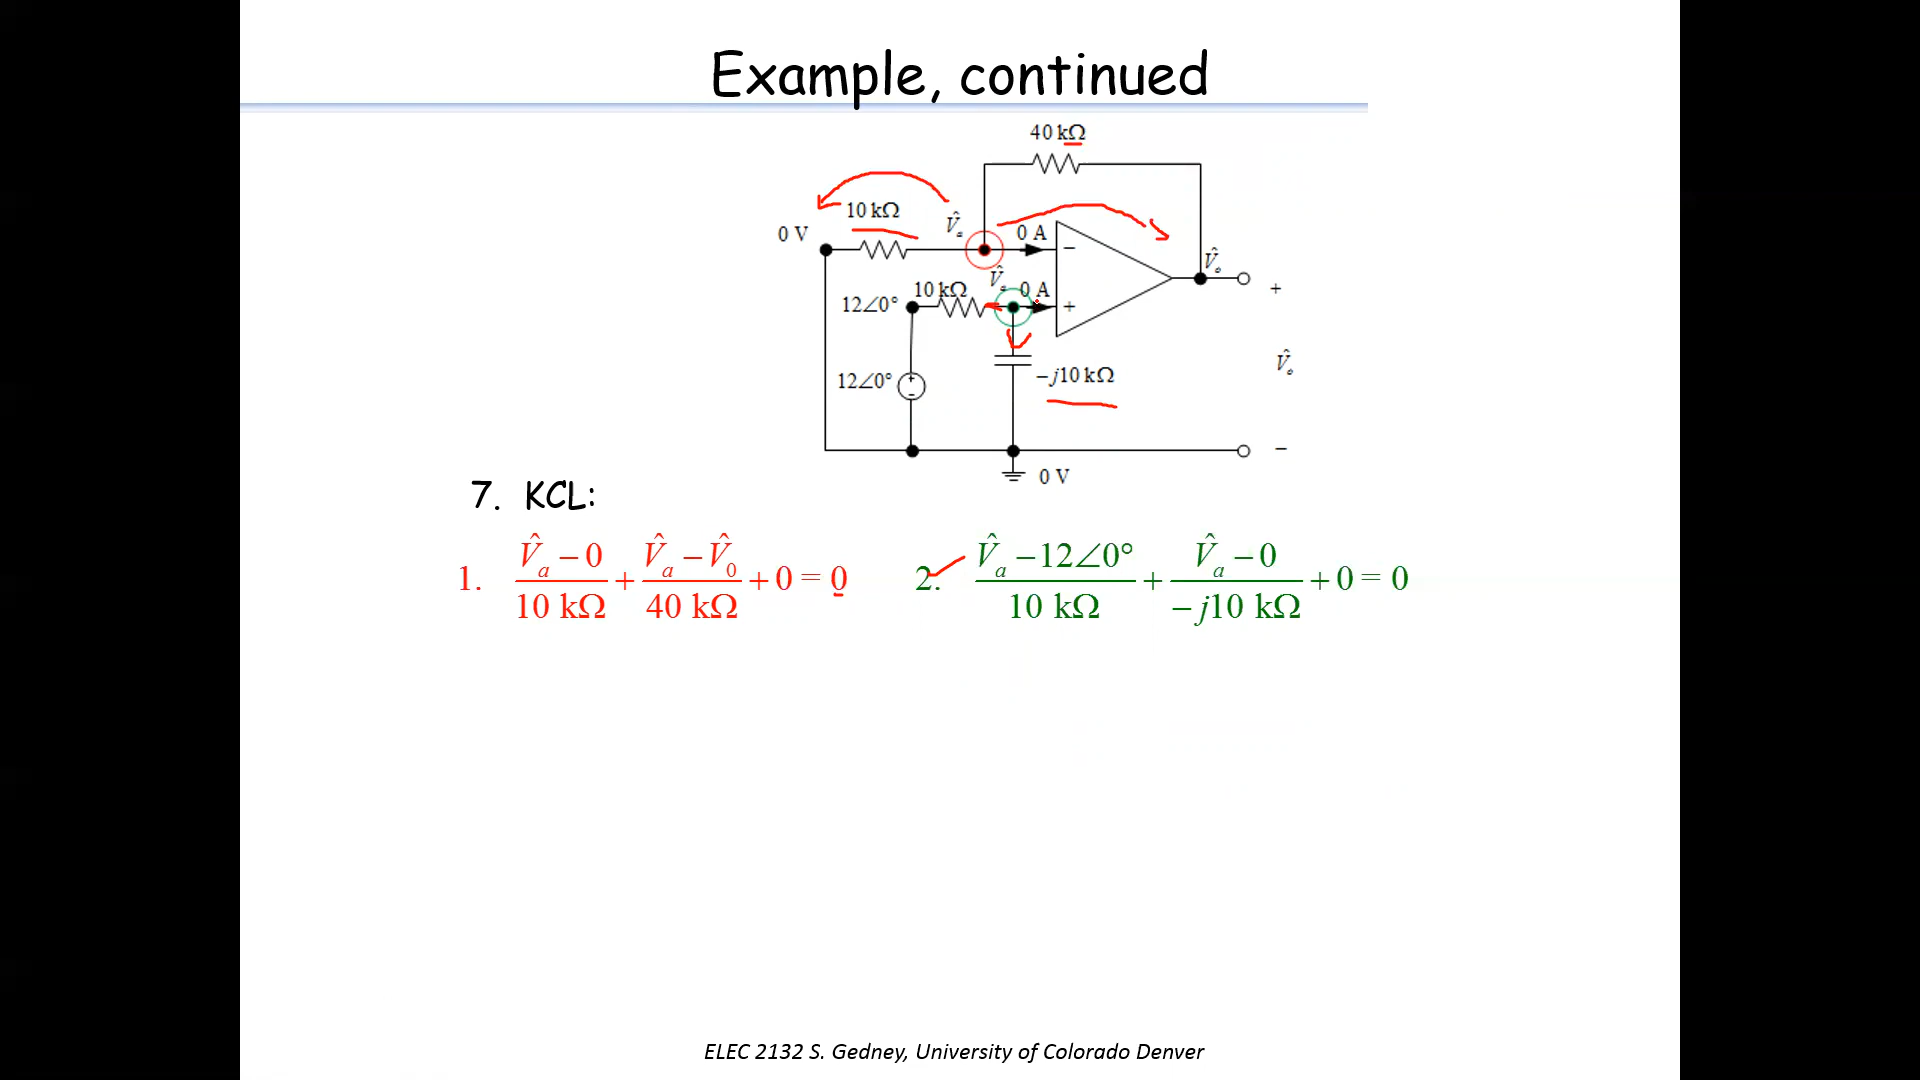 Example, continued
40 kΩ
10 kΩ
V̂ₐ
0 A
0 V
−
V̂ₒ
+
10 kΩ
V̂ₐ
0 A
12∠0°
+
V̂ₒ
12∠0°
+
-
−j10 kΩ
−
0 V
7. KCL:
1. (V̂ₐ − 0)/(10 kΩ) + (V̂ₐ − V̂₀)/(40 kΩ) + 0 = 0
2. (V̂ₐ − 12∠0°)/(10 kΩ) + (V̂ₐ − 0)/(−j10 kΩ) + 0 = 0
ELEC 2132 S. Gedney, University of Colorado Denver